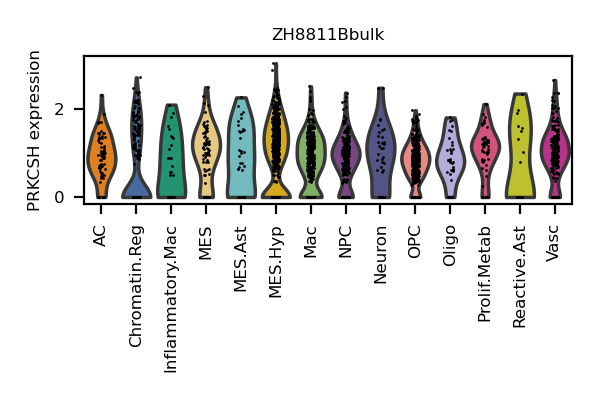 ZH8811Bbulk
PRKCSH expression
2
0
AC
Chromatin.Reg
Inflammatory.Mac
MES
MES.Ast
MES.Hyp
Mac
NPC
Neuron
OPC
Oligo
Prolif.Metab
Reactive.Ast
Vasc